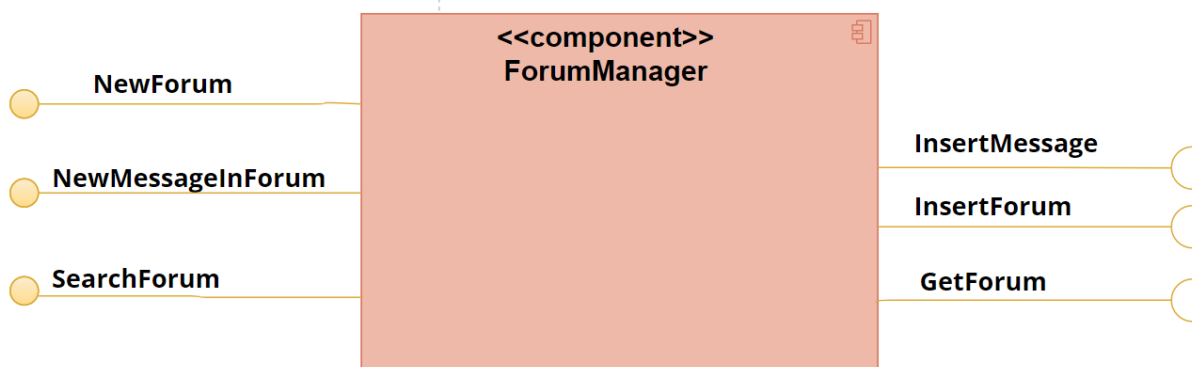 <<component>>
ForumManager
NewForum
NewMessageInForum
SearchForum
InsertMessage
InsertForum
GetForum